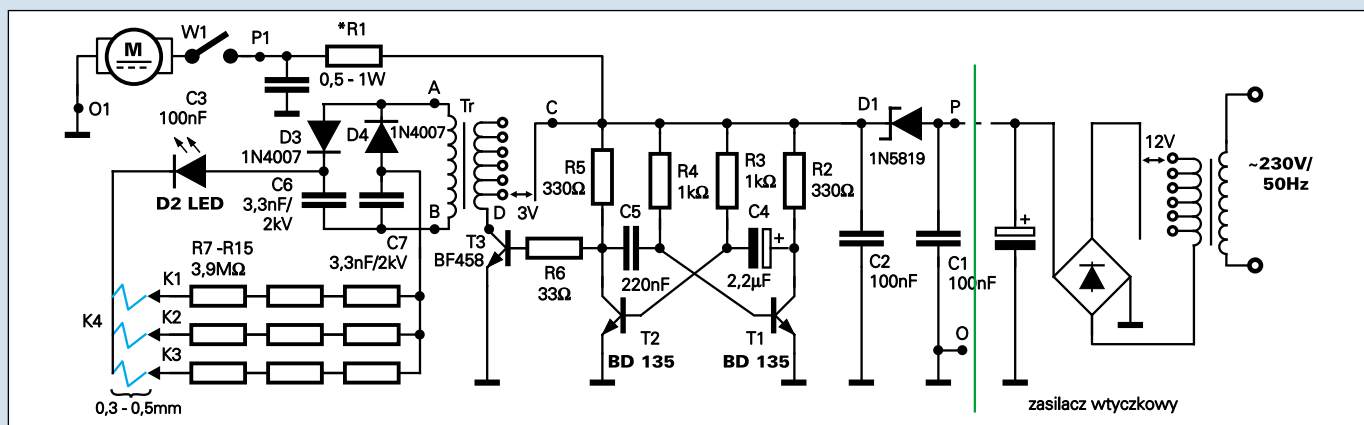 M
W1
P1
*R1
0,5 - 1W
O1
C3
100nF
D3
1N4007
D4
1N4007
A
Tr
C
D2 LED
C6
3,3nF/
2kV
C7
3,3nF/2kV
B
D
3V
T3
BF458
R6
33Ω
R5
330Ω
R4
1kΩ
R3
1kΩ
R2
330Ω
C5
220nF
C4
+
2,2µF
T2
BD 135
T1
BD 135
D1
1N5819
P
C2
100nF
C1
100nF
O
+
12V
~230V/
50Hz
R7 -R15
3,9MΩ
K1
K2
K3
K4
0,3 - 0,5mm
zasilacz wtyczkowy